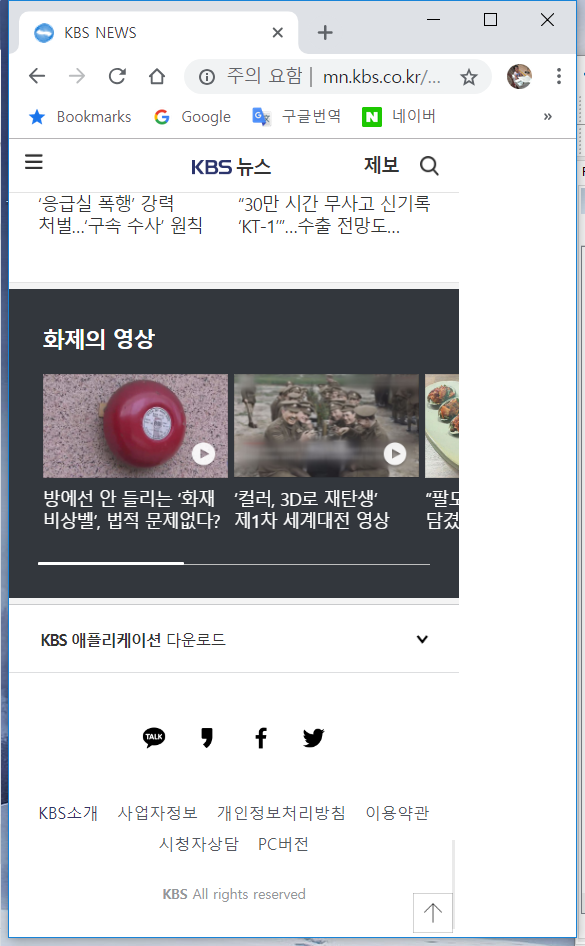 KBS NEWS
주의 요함 | mn.kbs.co.kr/...
Bookmarks Google 구글번역 네이버 »
KBS 뉴스 제보
‘응급실 폭행’ 강력
처벌…‘구속 수사’ 원칙
“30만 시간 무사고 신기록
‘KT-1’”…수출 전망도…
화제의 영상
방에선 안 들리는 ‘화재
비상벨’, 법적 문제없다?
‘컬러, 3D로 재탄생’
제1차 세계대전 영상
“팔도
담겼
KBS 애플리케이션 다운로드
TALK
KBS소개 사업자정보 개인정보처리방침 이용약관
시청자상담 PC버전
KBS All rights reserved